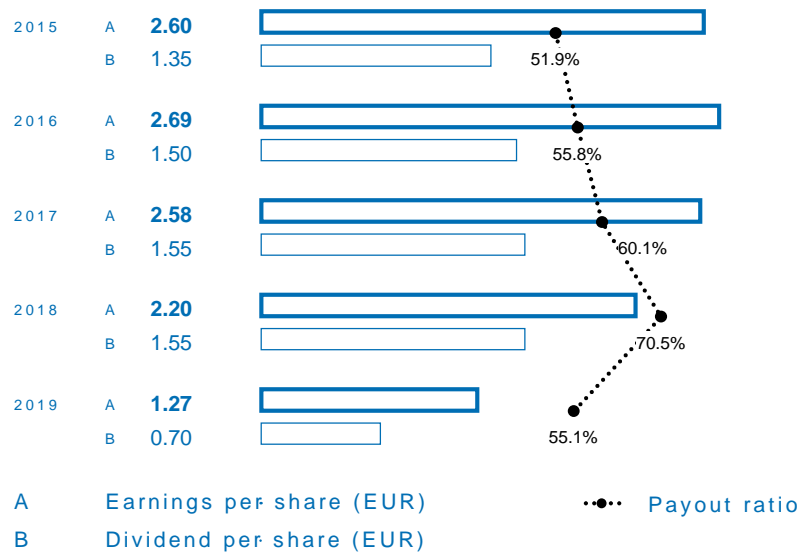 2015 A 2.60
B 1.35 51.9%
2016 A 2.69
B 1.50 55.8%
2017 A 2.58
B 1.55 60.1%
2018 A 2.20
B 1.55 70.5%
2019 A 1.27
B 0.70 55.1%
A Earnings per share (EUR) Payout ratio
B Dividend per share (EUR)